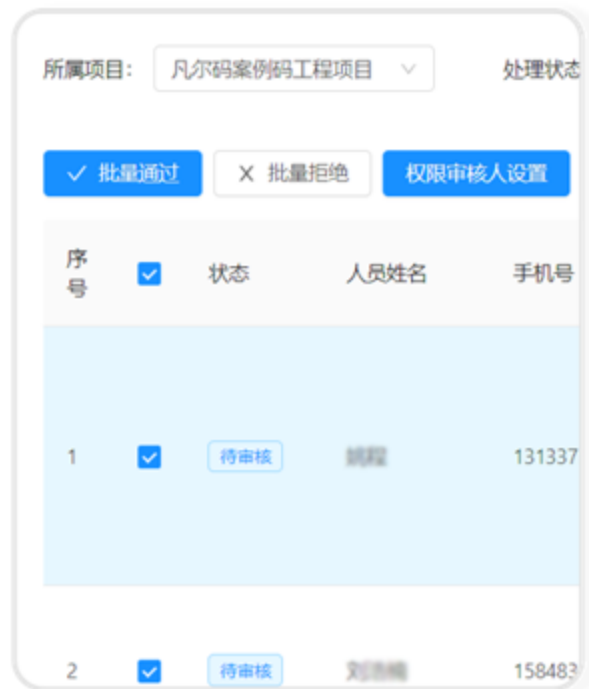 所属项目： 凡尔码案例码工程项目 处理状态
批量通过 批量拒绝 权限审核人设置
序号 状态 人员姓名 手机号
1 待审核 131337
2 待审核 158483